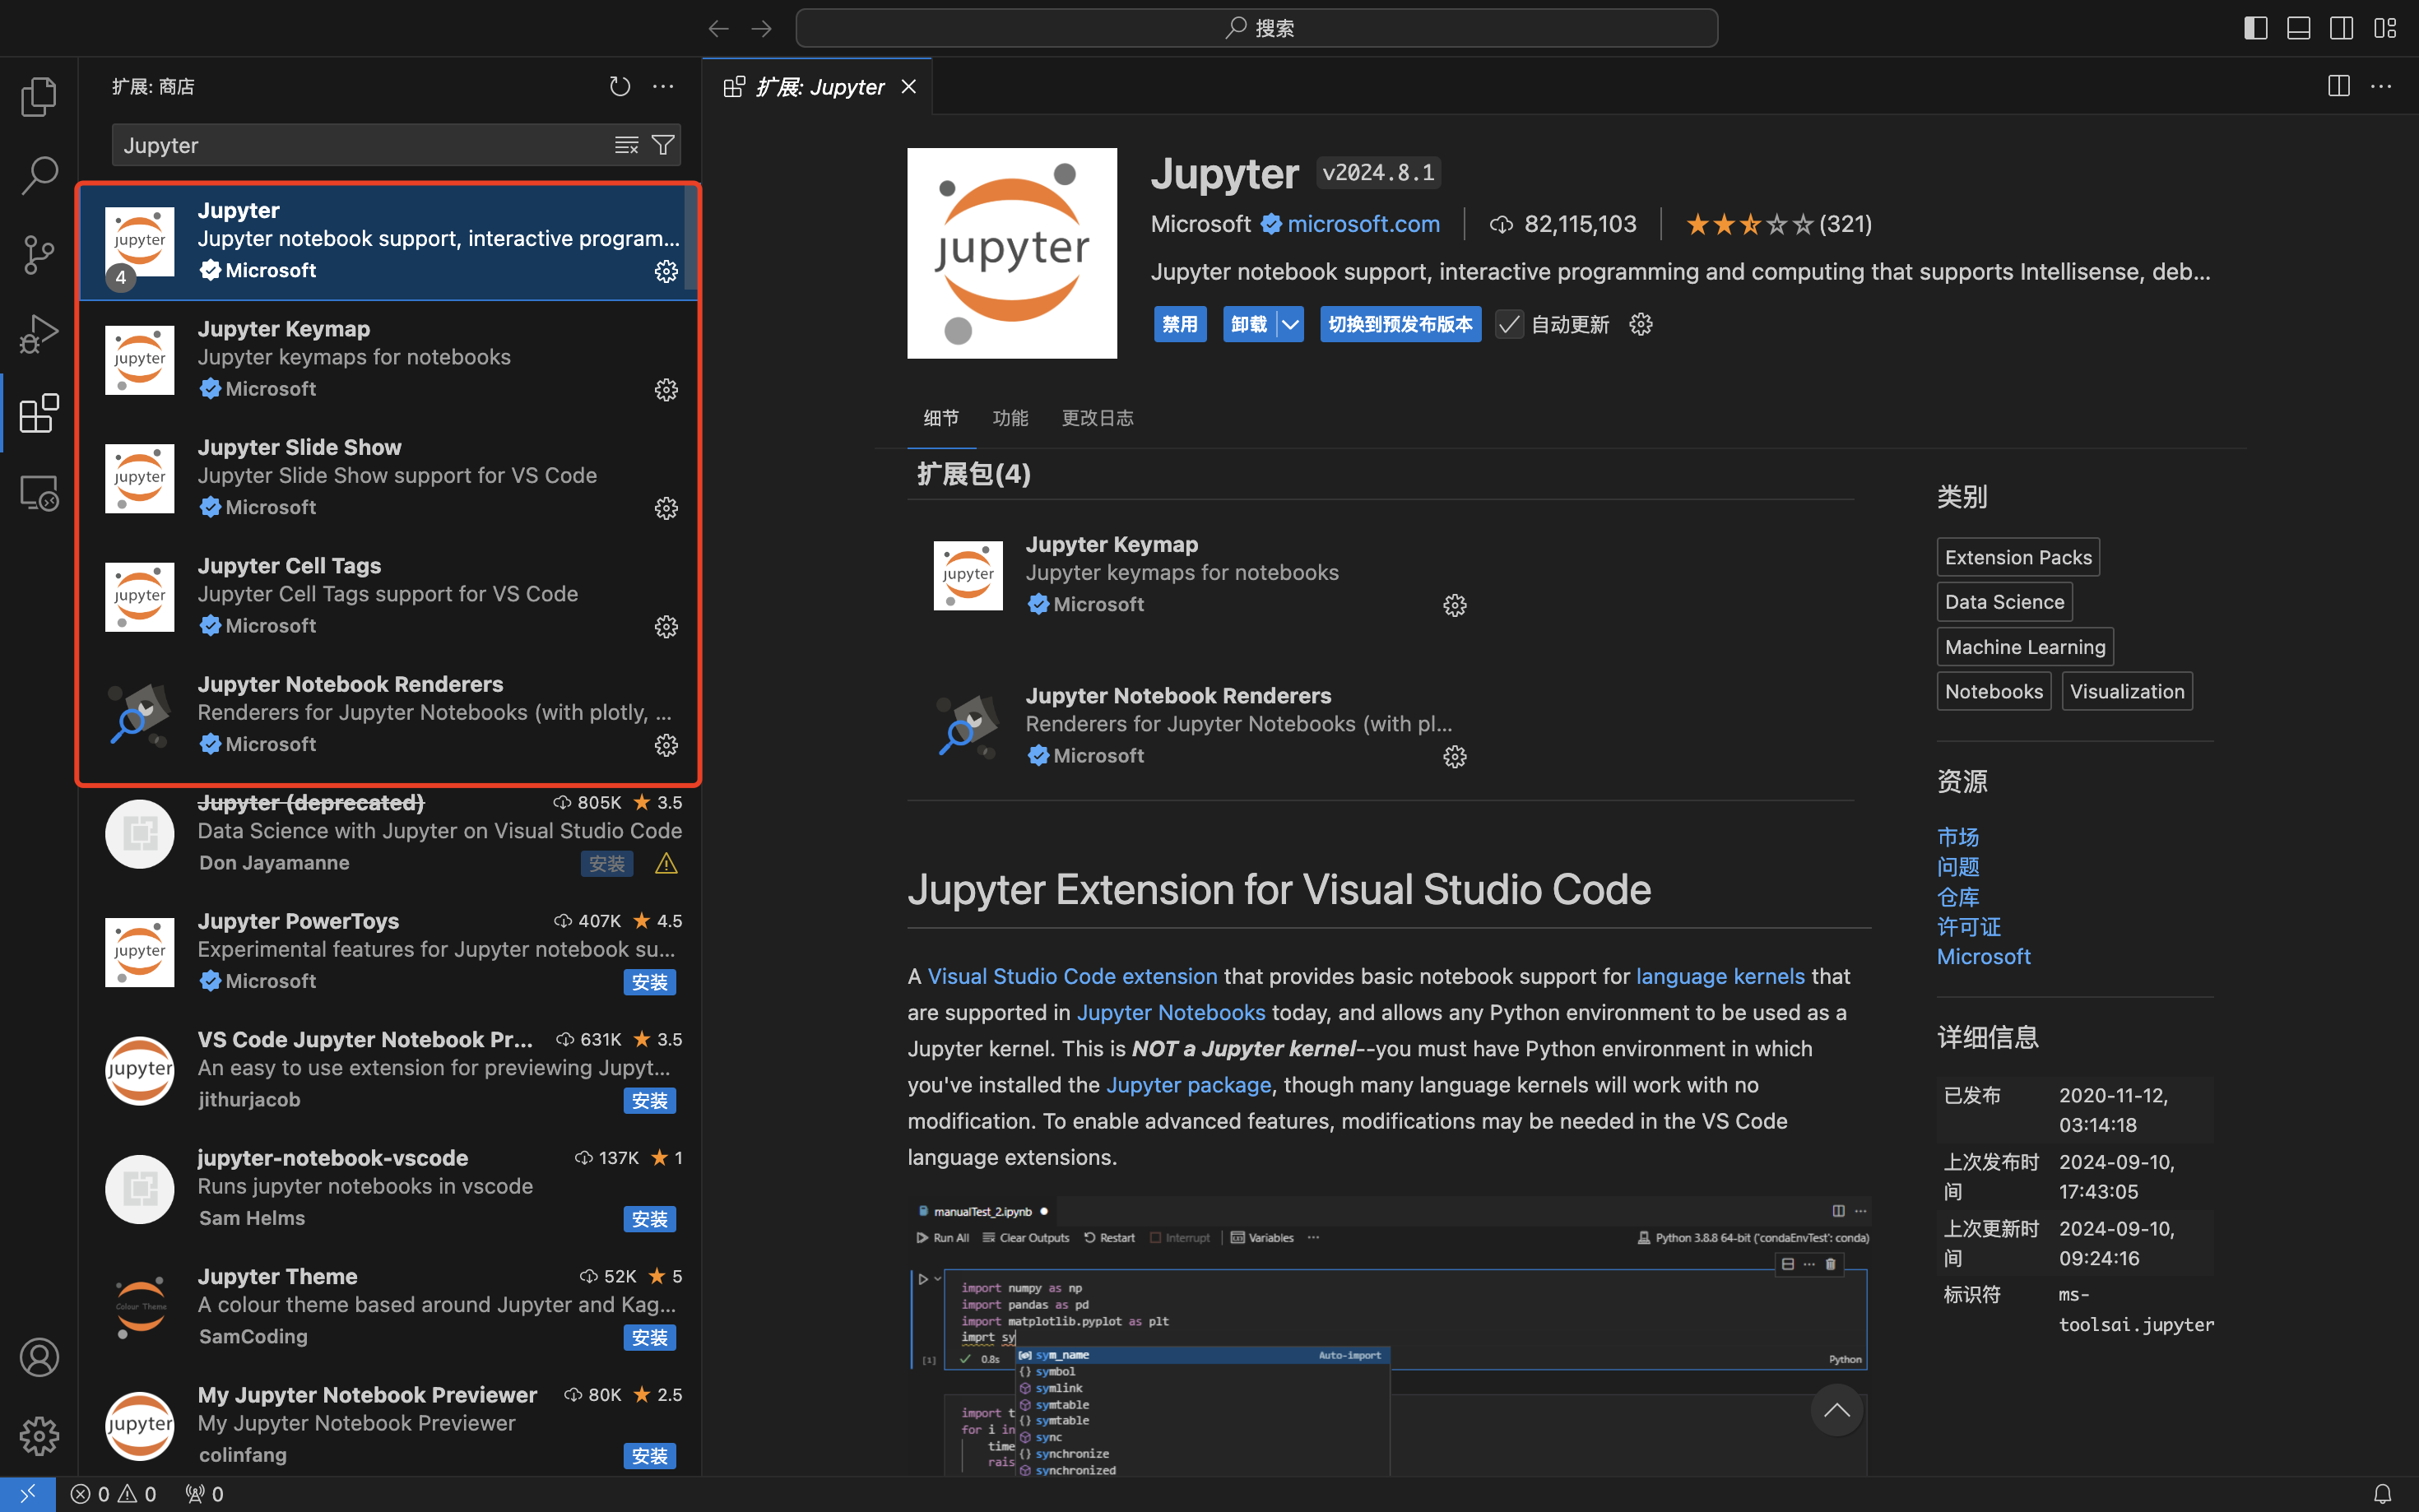 搜索
扩展: 商店
Jupyter
Jupyter
Jupyter notebook support, interactive program...
Microsoft
4
Jupyter Keymap
Jupyter keymaps for notebooks
Microsoft
Jupyter Slide Show
Jupyter Slide Show support for VS Code
Microsoft
Jupyter Cell Tags
Jupyter Cell Tags support for VS Code
Microsoft
Jupyter Notebook Renderers
Renderers for Jupyter Notebooks (with plotly, ...
Microsoft
Jupyter (deprecated) 805K 3.5
Data Science with Jupyter on Visual Studio Code
Don Jayamanne 安装
Jupyter PowerToys 407K 4.5
Experimental features for Jupyter notebook su...
Microsoft 安装
VS Code Jupyter Notebook Pr... 631K 3.5
An easy to use extension for previewing Jupyt...
jithurjacob 安装
jupyter-notebook-vscode 137K 1
Runs jupyter notebooks in vscode
Sam Helms 安装
Jupyter Theme 52K 5
A colour theme based around Jupyter and Kag...
SamCoding 安装
My Jupyter Notebook Previewer 80K 2.5
My Jupyter Notebook Previewer
colinfang 安装
jupyter
jupyter
jupyter
jupyter
jupyter
jupyter
Colour Theme
jupyter
扩展: Jupyter
jupyter
Jupyter v2024.8.1
Microsoft microsoft.com 82,115,103 (321)
Jupyter notebook support, interactive programming and computing that supports Intellisense, deb...
禁用 卸载 切换到预发布版本 自动更新
细节 功能 更改日志
扩展包(4)
jupyter
Jupyter Keymap
Jupyter keymaps for notebooks
Microsoft
Jupyter Notebook Renderers
Renderers for Jupyter Notebooks (with pl...
Microsoft
Jupyter Extension for Visual Studio Code
A Visual Studio Code extension that provides basic notebook support for language kernels that
are supported in Jupyter Notebooks today, and allows any Python environment to be used as a
Jupyter kernel. This is NOT a Jupyter kernel--you must have Python environment in which
you've installed the Jupyter package, though many language kernels will work with no
modification. To enable advanced features, modifications may be needed in the VS Code
language extensions.
manualTest_2.ipynb
Run All Clear Outputs Restart Interrupt Variables ... Python 3.8.8 64-bit ('condaEnvTest': conda)
import numpy as np
import pandas as pd
import matplotlib.pyplot as plt
imprt sy
[1] 0.8s Python
sym_name Auto-import
symbol
symlink
symtable
symtable
sync
synchronize
synchronized
import t
for i in
time
rais
类别
Extension Packs
Data Science
Machine Learning
Notebooks Visualization
资源
市场
问题
仓库
许可证
Microsoft
详细信息
已发布 2020-11-12,
03:14:18
上次发布时间 2024-09-10,
17:43:05
上次更新时间 2024-09-10,
09:24:16
标识符 ms-
toolsai.jupyter
0 0 0